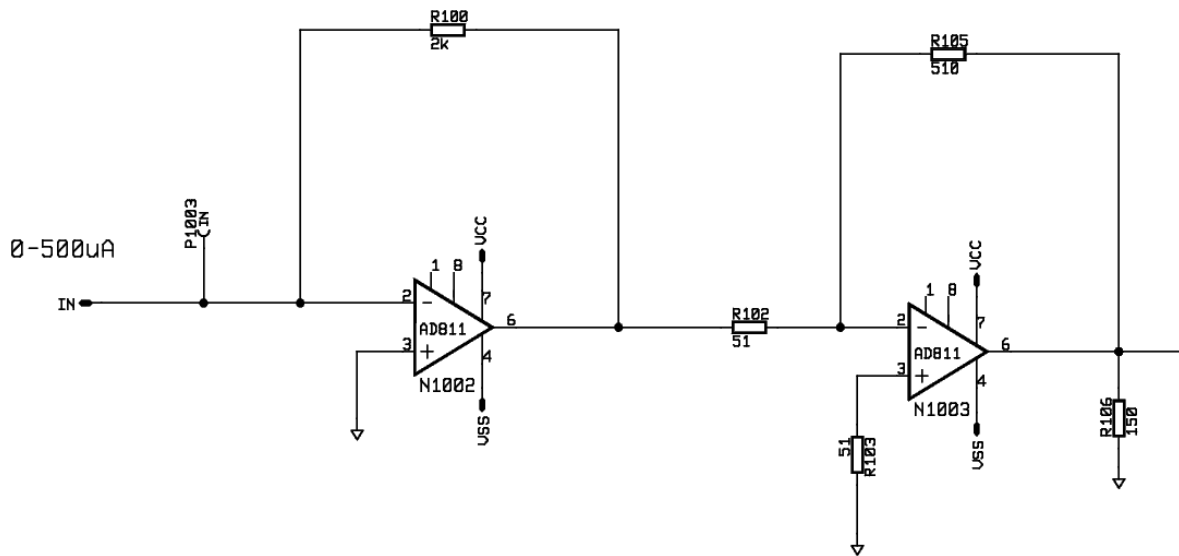 R100
2k
R105
510
P1003
IN
0-500uA
IN
VCC
1
8
2
-
7
AD811
6
3
+
4
N1002
VSS
R102
51
VCC
1
8
2
-
7
AD811
6
3
+
4
N1003
VSS
51
R103
R106
150